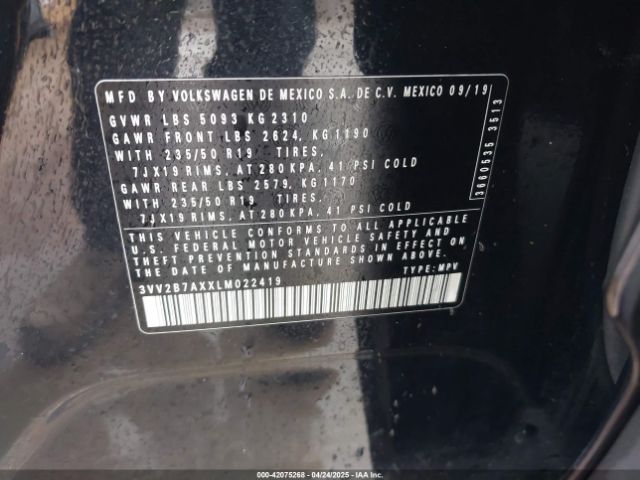 MFD BY VOLKSWAGEN DE MEXICO S.A. DE C.V. MEXICO 09/19
GVWR LBS 5093 KG 2310
GAWR FRONT LBS 2624, KG 1190
WITH 235/50 R19 TIRES,
7JX19 RIMS, AT 280 KPA, 41 PSI COLD
GAWR REAR LBS 2579, KG 1170
WITH 235/50 R19 TIRES,
7JX19 RIMS, AT 280 KPA, 41 PSI COLD
THIS VEHICLE CONFORMS TO ALL APPLICABLE
U.S. FEDERAL MOTOR VEHICLE SAFETY AND
THEFT PREVENTION STANDARDS IN EFFECT
ON THE DATE OF MANUFACTURE SHOWN ABOVE.
3VV2B7AXXLM022419 TYPE: MPV
3660535 3513
000-42075268 - 04/24/2025 - IAA Inc.